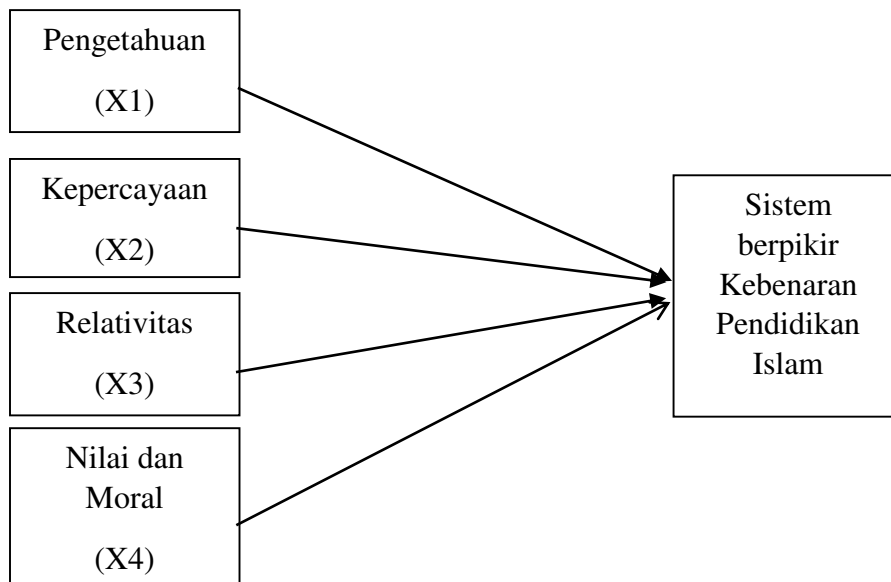 Pengetahuan
(X1)
Kepercayaan
(X2)
Relativitas
(X3)
Nilai dan
Moral
(X4)
Sistem
berpikir
Kebenaran
Pendidikan
Islam